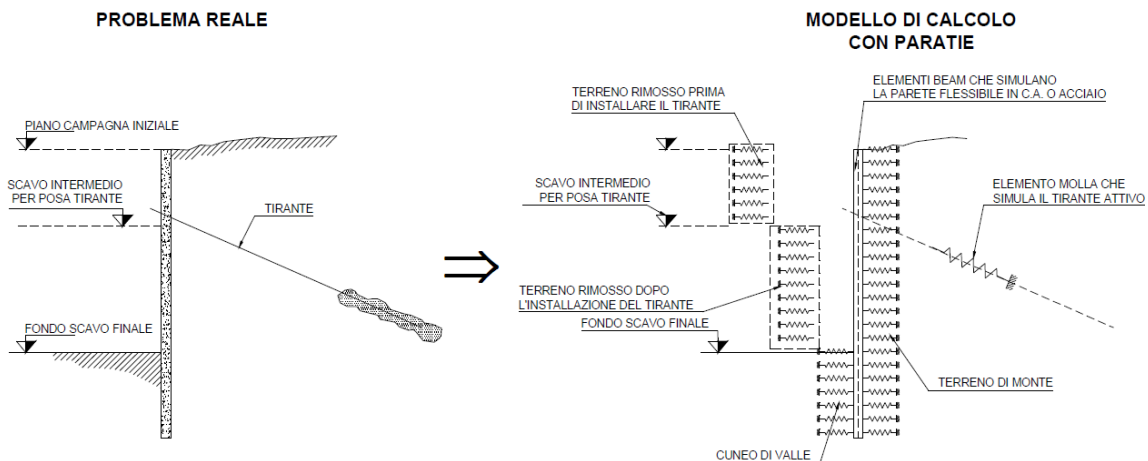 PROBLEMA REALE
PIANO CAMPAGNA INIZIALE
SCAVO INTERMEDIO
PER POSA TIRANTE
TIRANTE
FONDO SCAVO FINALE
MODELLO DI CALCOLO
CON PARATIE
TERRENO RIMOSSO PRIMA
DI INSTALLARE IL TIRANTE
ELEMENTI BEAM CHE SIMULANO
LA PARETE FLESSIBILE IN C.A. O ACCIAIO
SCAVO INTERMEDIO
PER POSA TIRANTE
ELEMENTO MOLLA CHE
SIMULA IL TIRANTE ATTIVO
TERRENO RIMOSSO DOPO
L'INSTALLAZIONE DEL TIRANTE
FONDO SCAVO FINALE
TERRENO DI MONTE
CUNEO DI VALLE